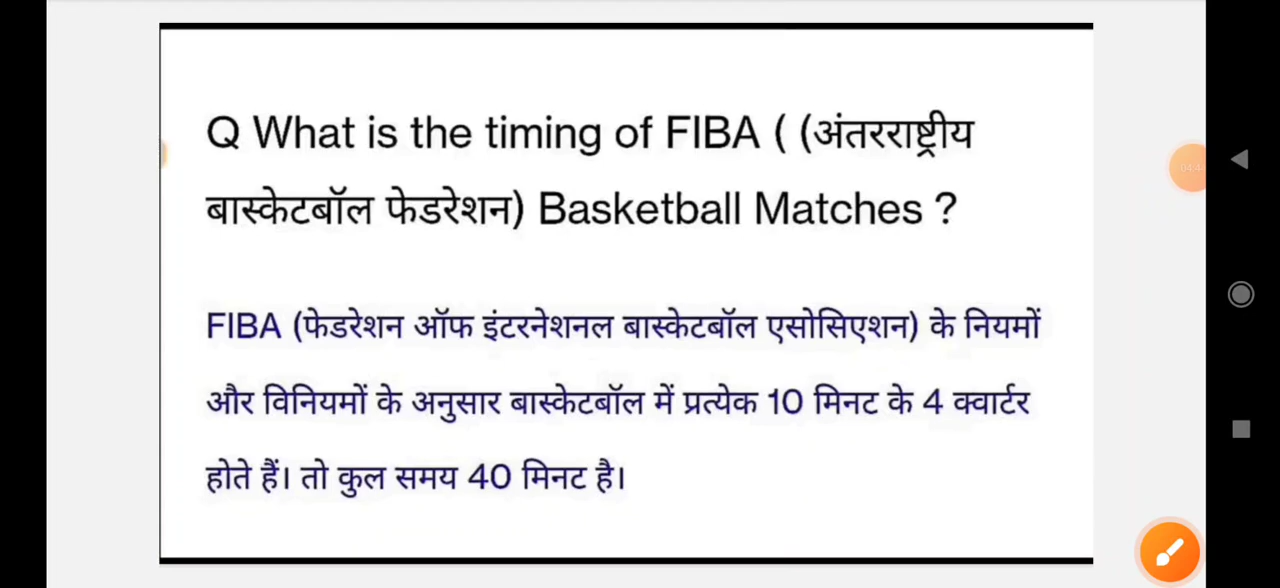 Q What is the timing of FIBA ( (अंतरराष्ट्रीय
बास्केटबॉल फेडरेशन) Basketball Matches ?
FIBA (फेडरेशन ऑफ इंटरनेशनल बास्केटबॉल एसोसिएशन) के नियमों
और विनियमों के अनुसार बास्केटबॉल में प्रत्येक 10 मिनट के 4 क्वार्टर
होते हैं। तो कुल समय 40 मिनट है।